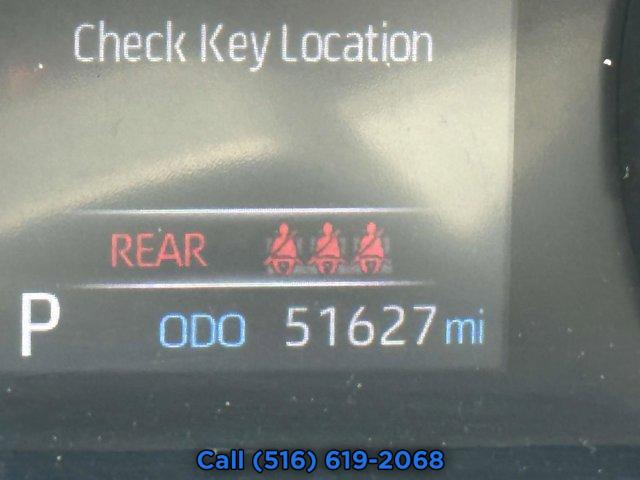 Check Key Location
REAR
P ODO 51627 mi
Call (516) 619-2068